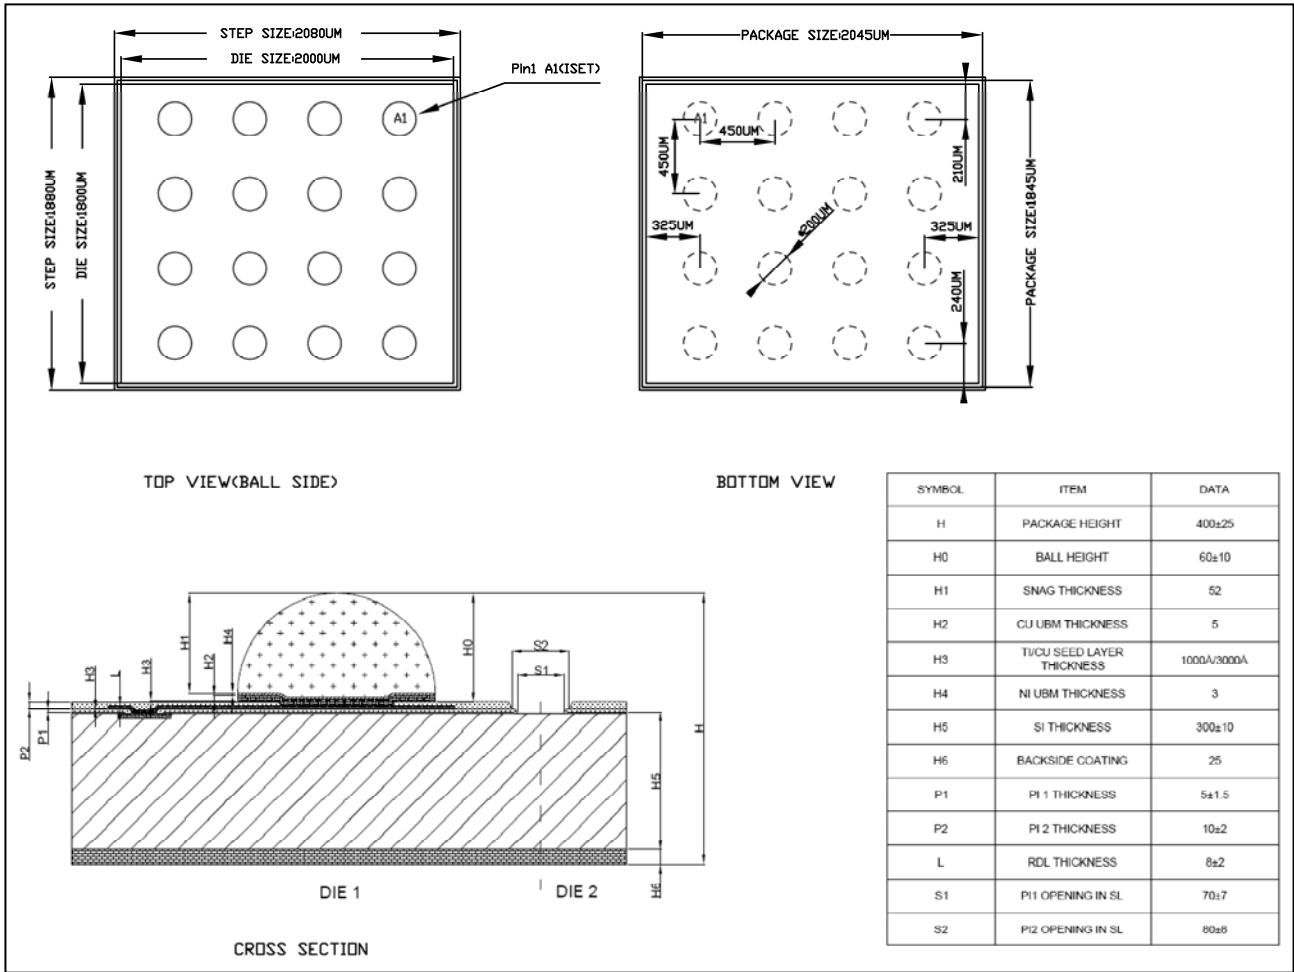 STEP SIZE:2080UM
DIE SIZE:2000UM
Pin1 A1(ISET)
A1
STEP SIZE:1880UM
DIE SIZE:1800UM
PACKAGE SIZE:2045UM
A1
450UM
450UM
210UM
PACKAGE SIZE:1845UM
200UM
325UM
325UM
240UM
TOP VIEW(BALL SIDE)
BOTTOM VIEW
H1
H4
H2
H3
L
H3
H0
S2
S1
H
P1
P2
H5
H6
DIE 1
DIE 2
CROSS SECTION
SYMBOL ITEM DATA
H PACKAGE HEIGHT 400±25
H0 BALL HEIGHT 60±10
H1 SNAG THICKNESS 52
H2 CU UBM THICKNESS 5
H3 TI/CU SEED LAYER THICKNESS 1000Å/3000Å
H4 NI UBM THICKNESS 3
H5 SI THICKNESS 300±10
H6 BACKSIDE COATING 25
P1 PI 1 THICKNESS 5±1.5
P2 PI 2 THICKNESS 10±2
L RDL THICKNESS 8±2
S1 PI1 OPENING IN SL 70±7
S2 PI2 OPENING IN SL 80±8